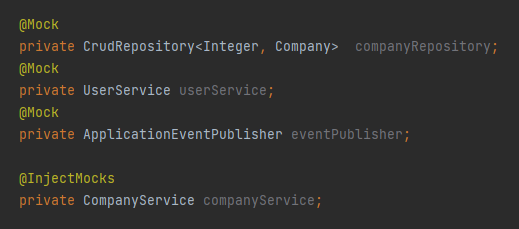 @Mock
private CrudRepository<Integer, Company>  companyRepository;
@Mock
private UserService userService;
@Mock
private ApplicationEventPublisher eventPublisher;
@InjectMocks
private CompanyService companyService;